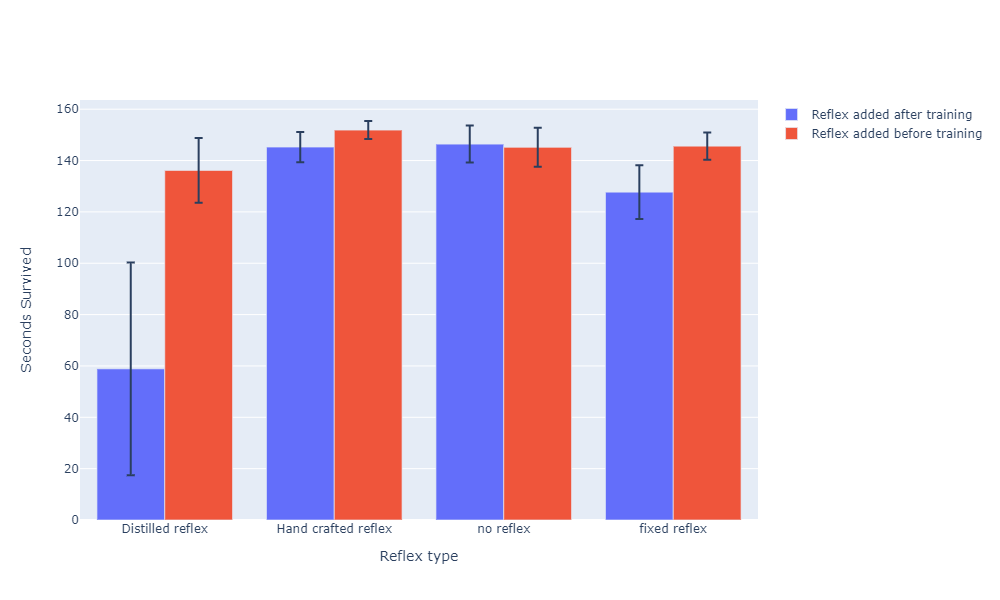 160
140
120
100
80
60
40
20
0
Seconds Survived
Distilled reflex
Hand crafted reflex
no reflex
fixed reflex
Reflex type
Reflex added after training
Reflex added before training